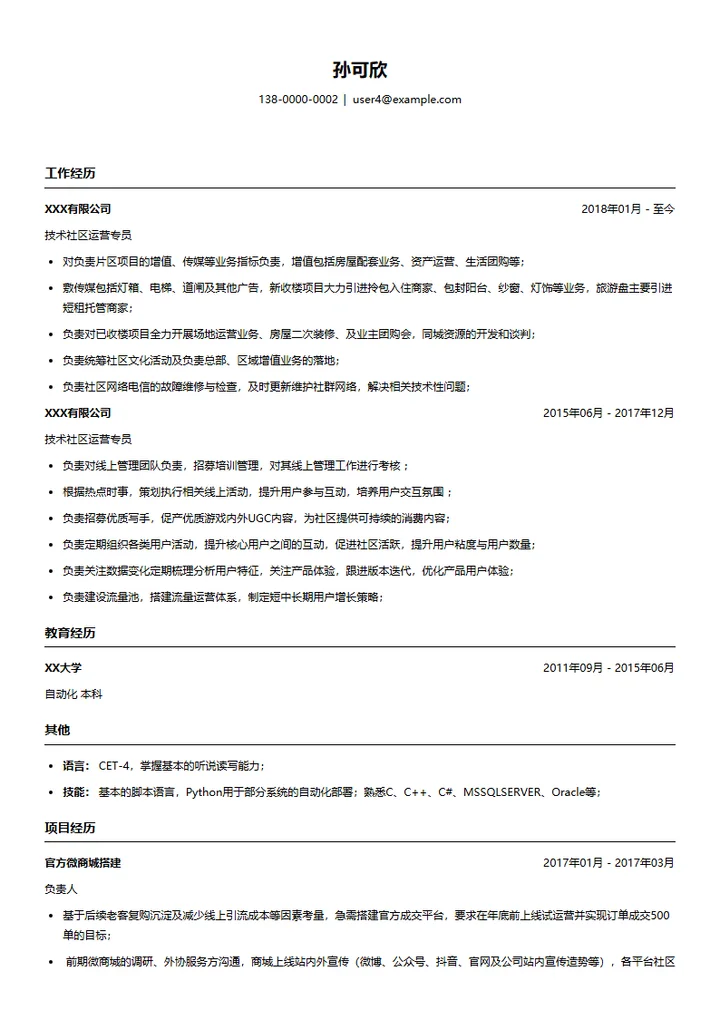 孙可欣
138-0000-0002 | user4@example.com
工作经历
XXX有限公司 2018年01月 - 至今
技术社区运营专员
• 对负责片区项目的增值、传媒等业务指标负责，增值包括房屋配套业务、资产运营、生活团购等；
• 敷传媒包括灯箱、电梯、道闸及其他广告，新收楼项目大力引进拎包入住商家、包封阳台、纱窗、灯饰等业务，旅游盘主要引进
短租托管商家；
• 负责对已收楼项目全力开展场地运营业务、房屋二次装修、及业主团购会，同城资源的开发和谈判；
• 负责统筹社区文化活动及负责总部、区域增值业务的落地；
• 负责社区网络电信的故障维修与检查，及时更新维护社群网络，解决相关技术性问题；
XXX有限公司 2015年06月 - 2017年12月
技术社区运营专员
• 负责对线上管理团队负责，招募培训管理，对其线上管理工作进行考核；
• 根据热点时事，策划执行相关线上活动，提升用户参与互动，培养用户交互氛围；
• 负责招募优质写手，促产优质游戏内外UGC内容，为社区提供可持续的消费内容；
• 负责定期组织各类用户活动，提升核心用户之间的互动，促进社区活跃，提升用户粘度与用户数量；
• 负责关注数据变化定期梳理分析用户特征，关注产品体验，跟进版本迭代，优化产品用户体验；
• 负责建设流量池，搭建流量运营体系，制定短中长期用户增长策略；
教育经历
XX大学 2011年09月 - 2015年06月
自动化 本科
其他
• 语言： CET-4，掌握基本的听说读写能力；
• 技能： 基本的脚本语言，Python用于部分系统的自动化部署；熟悉C、C++、C#、MSSQLSERVER、Oracle等；
项目经历
官方微商城搭建 2017年01月 - 2017年03月
负责人
• 基于后续老客复购沉淀及减少线上引流成本等因素考量，急需搭建官方成交平台，要求在年底前上线试运营并实现订单成交500
单的目标；
• 前期微商城的调研、外协服务方沟通，商城上线站内外宣传（微博、公众号、抖音、官网及公司站内宣传造势等），各平台社区